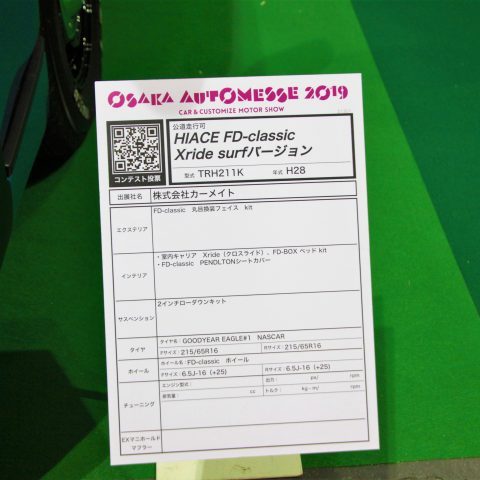 OSAKA AUTOMESSE 2019
CAR & CUSTOMIZE MOTOR SHOW
公道走行可
HIACE FD-classic
Xride surfバージョン
型式 TRH211K 年式 H28
コンテスト投票
出展社名 株式会社カーメイト
エクステリア
FD-classic 丸目換装フェイス kit
インテリア
・室内キャリア Xride（クロスライド）、FD-BOX ベッド kit
・FD-classic PENDLTONシートカバー
サスペンション
2インチローダウンキット
タイヤ
タイヤ名：GOODYEAR EAGLE#1 NASCAR
Fサイズ：215/65R16 Rサイズ：215/65R16
ホイール
ホイール名：FD-classic ホイール
Fサイズ：6.5J-16 (+25) Rサイズ：6.5J-16 (+25)
チューニング
エンジン型式： 出力： ps/ rpm
排気量： cc トルク： kg・m/ rpm
EXマニホールド
マフラー